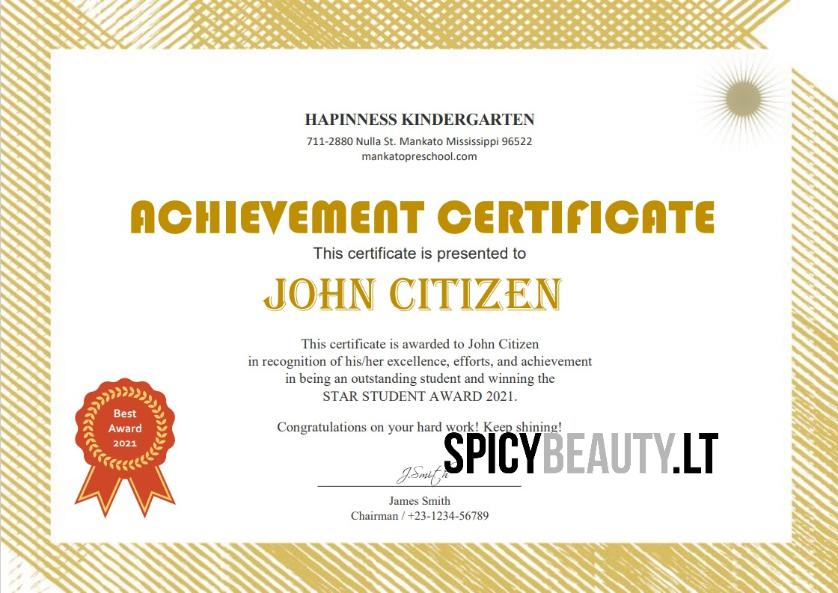 HAPINNESS KINDERGARTEN
711-2880 Nulla St. Mankato Mississippi 96522
mankatopreschool.com
ACHIEVEMENT CERTIFICATE
This certificate is presented to
JOHN CITIZEN
This certificate is awarded to John Citizen
in recognition of his/her excellence, efforts, and achievement
in being an outstanding student and winning the
STAR STUDENT AWARD 2021.
Best
Award
2021
Congratulations on your hard work! Keep shining!
SPICYBEAUTY.LT
J.Smith
James Smith
Chairman / +23-1234-56789